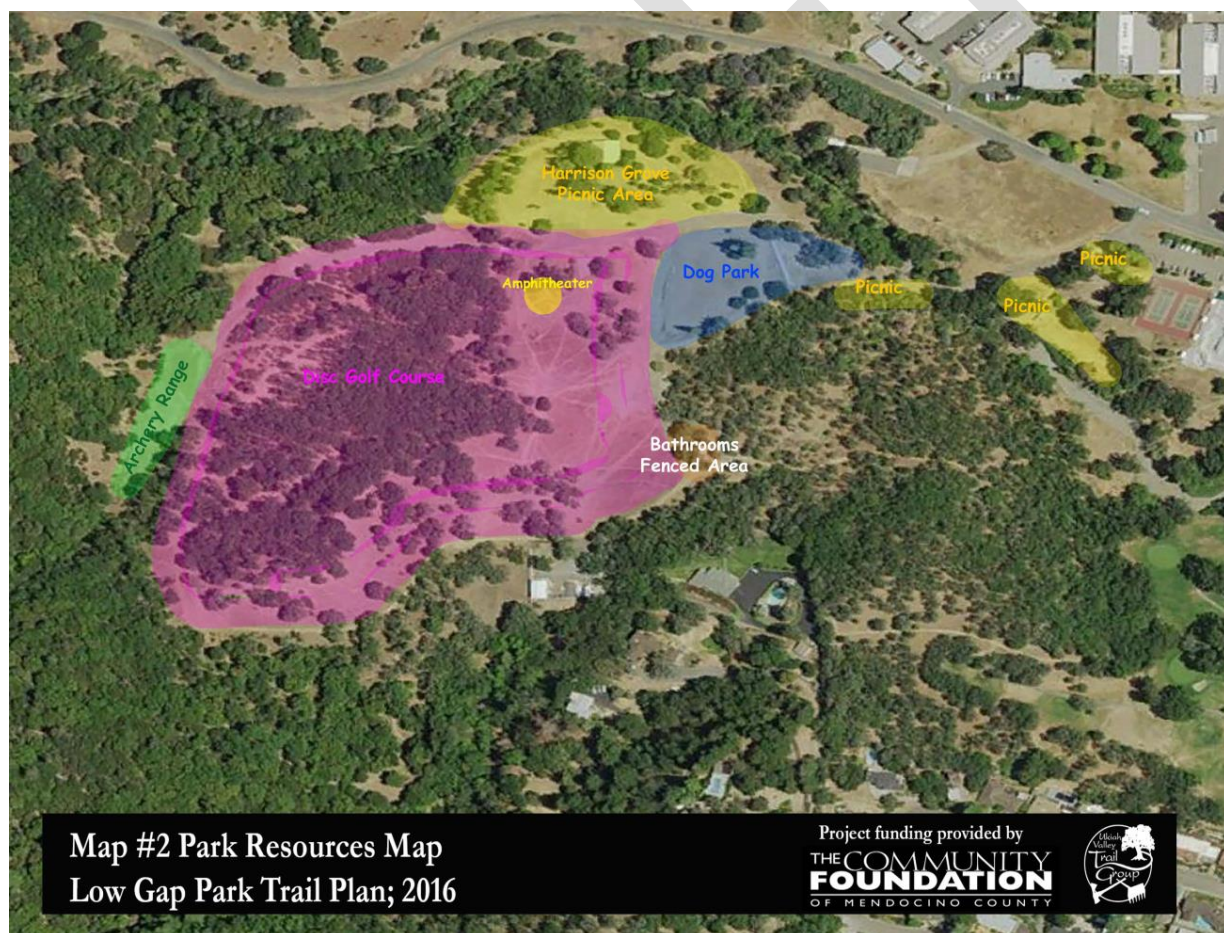 Harrison Grove
Picnic Area
Dog Park
Amphitheater
Picnic
Picnic
Picnic
Disc Golf Course
Archery Range
Bathrooms
Fenced Area
Map #2 Park Resources Map
Low Gap Park Trail Plan; 2016
Project funding provided by
THE COMMUNITY
FOUNDATION
OF MENDOCINO COUNTY
Ukiah
Valley
Trail
Group